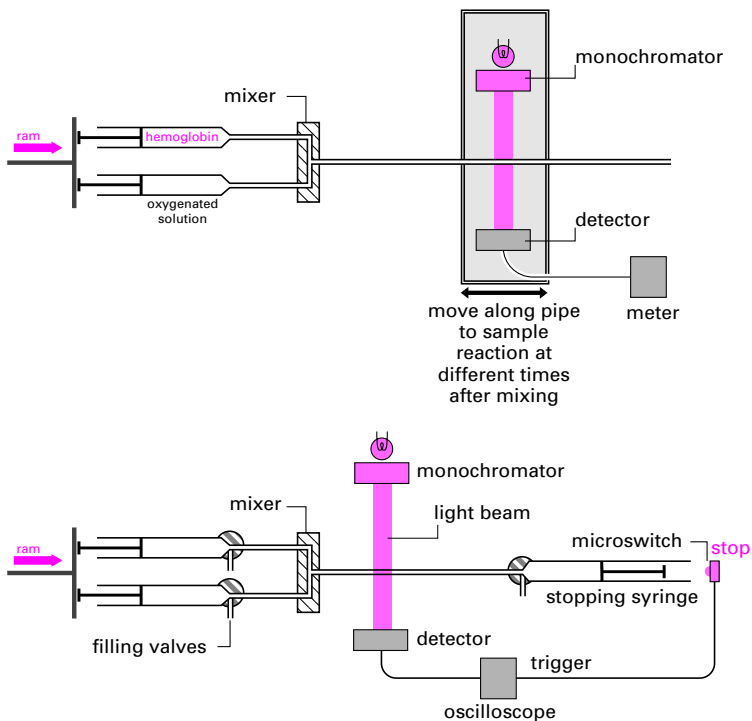 monochromator
mixer
ram
hemoglobin
oxygenated
solution
detector
meter
move along pipe
to sample
reaction at
different times
after mixing
monochromator
mixer
light beam
ram
microswitch
stop
stopping syringe
filling valves
detector
trigger
oscilloscope